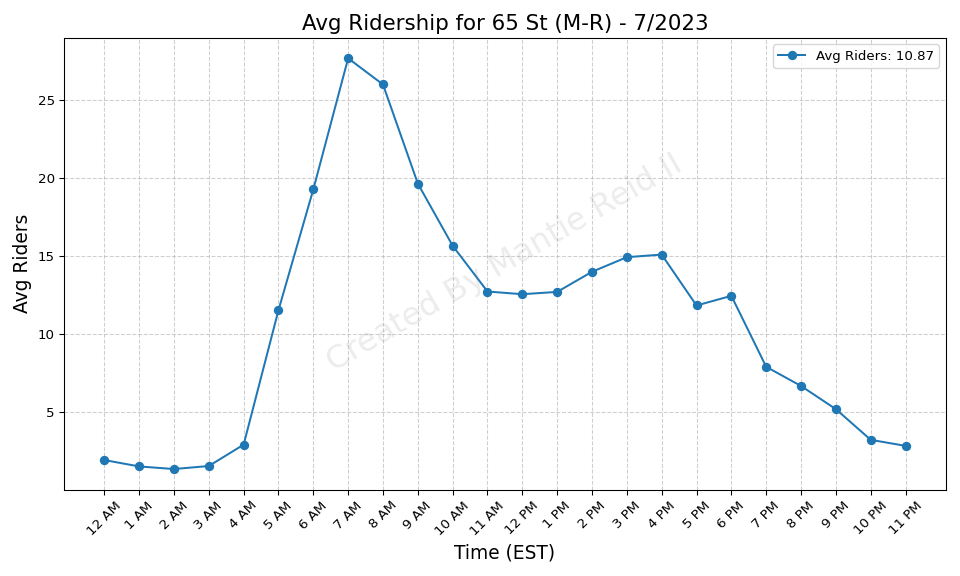 Avg Ridership for 65 St (M-R) - 7/2023
Avg Riders: 10.87
25
20
15
10
5
Avg Riders
Created By Mantie Reid II
12 AM
1 AM
2 AM
3 AM
4 AM
5 AM
6 AM
7 AM
8 AM
9 AM
10 AM
11 AM
12 PM
1 PM
2 PM
3 PM
4 PM
5 PM
6 PM
7 PM
8 PM
9 PM
10 PM
11 PM
Time (EST)